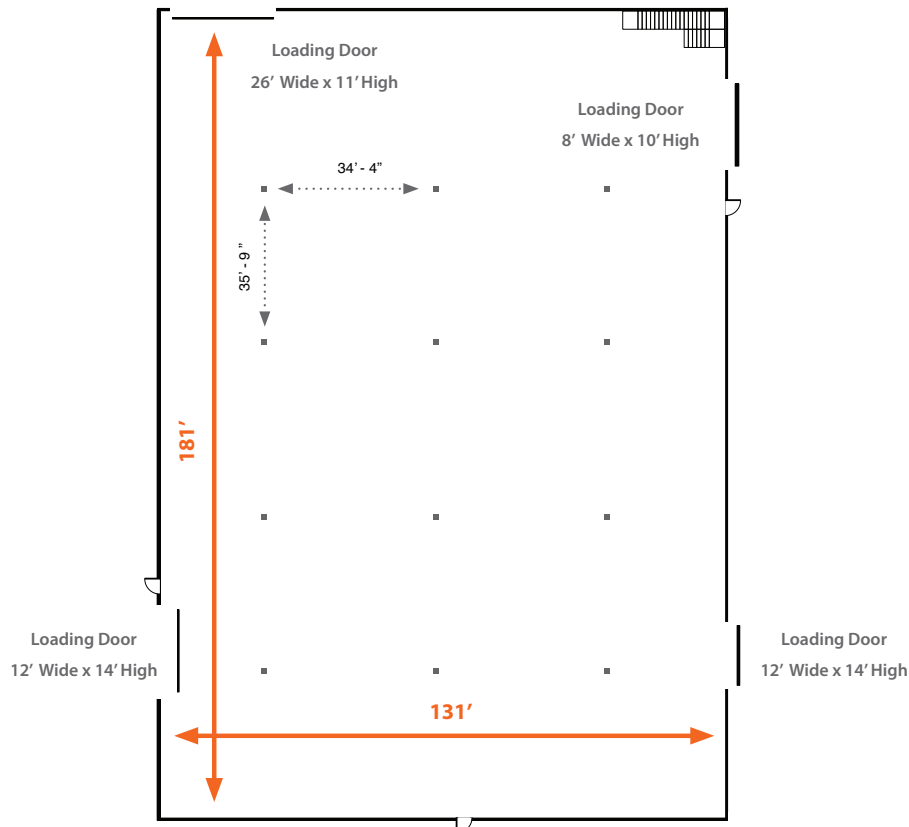 Loading Door
26’ Wide x 11’ High
Loading Door
8’ Wide x 10’ High
34’ - 4”
35’ - 9 ”
181’
Loading Door
12’ Wide x 14’ High
Loading Door
12’ Wide x 14’ High
131’